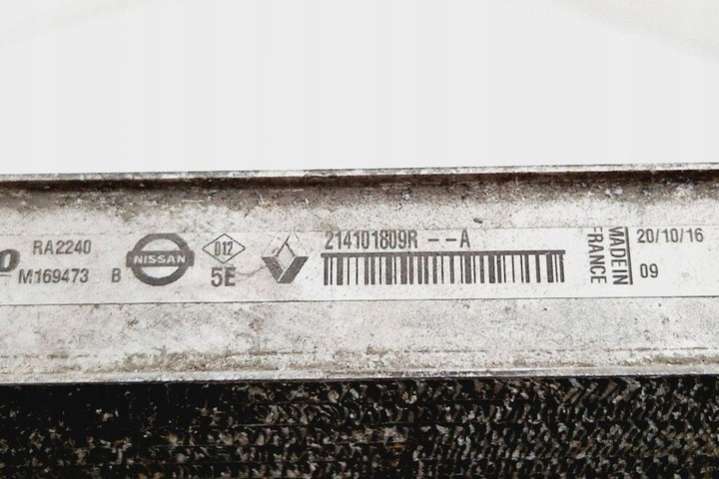 RA2240
M169473 B
NISSAN
012
5E
214101809R--A
MADE IN
FRANCE
20/10/16
09